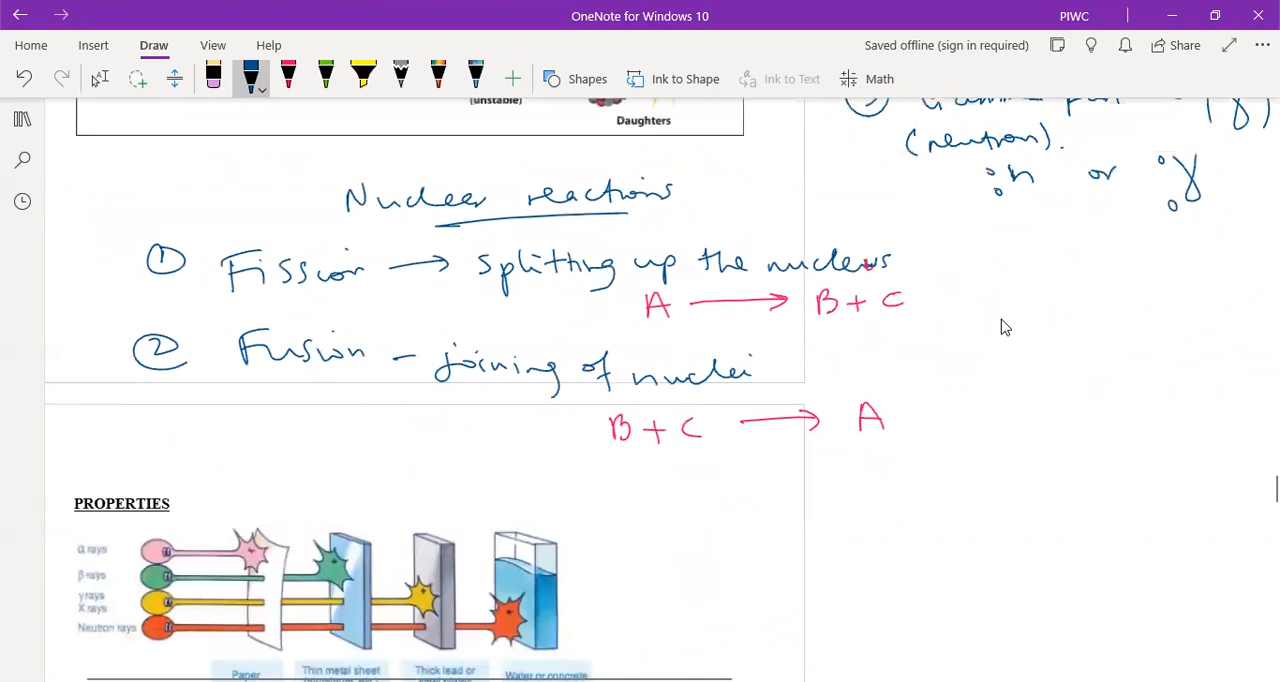 OneNote for Windows 10
PIWC
Home Insert Draw View Help
Saved offline (sign in required)
Share
Shapes
Ink to Shape
Ink to Text
Math
(unstable)
Daughters
(neutron).
n or γ
Nuclear reactions
① Fission → splitting up the nucleus
A → B + C
② Fusion - joining of nuclei
B + C → A
PROPERTIES
α rays
β rays
γ rays
X rays
Neutron rays
Paper
Thin metal sheet
Thick lead or
Water or concrete